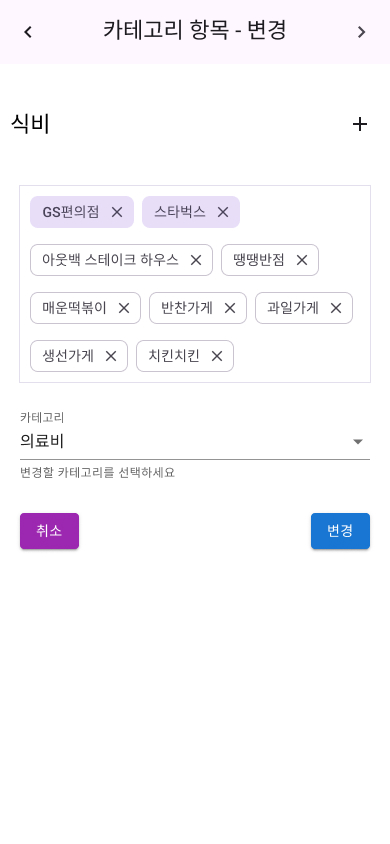 카테고리 항목 - 변경
식비
GS편의점 스타벅스
아웃백 스테이크 하우스 땡땡반점
매운떡볶이 반찬가게 과일가게
생선가게 치킨치킨
카테고리
의료비
변경할 카테고리를 선택하세요
취소 변경